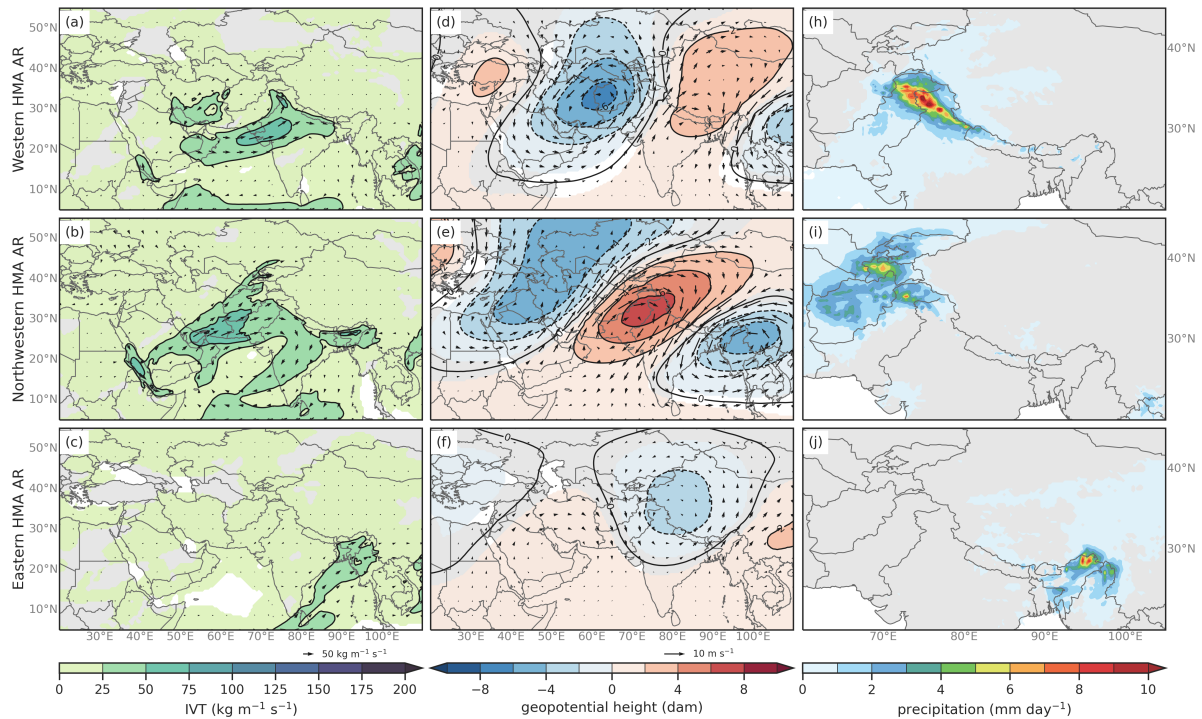 (a)
(d)
(h)
50°N
40°N
30°N
20°N
10°N
40°N
30°N
Western HMA AR
(b)
(e)
(i)
50°N
40°N
30°N
20°N
10°N
40°N
30°N
Northwestern HMA AR
0
(c)
(f)
(j)
50°N
40°N
30°N
20°N
10°N
30°N
Eastern HMA AR
0
30°E 40°E 50°E 60°E 70°E 80°E 90°E 100°E
30°E 40°E 50°E 60°E 70°E 80°E 90°E 100°E
70°E 80°E 90°E 100°E
50 kg m⁻¹ s⁻¹
10 m s⁻¹
0 25 50 75 100 125 150 175 200
IVT (kg m⁻¹ s⁻¹)
−8 −4 0 4 8
geopotential height (dam)
0 2 4 6 8 10
precipitation (mm day⁻¹)